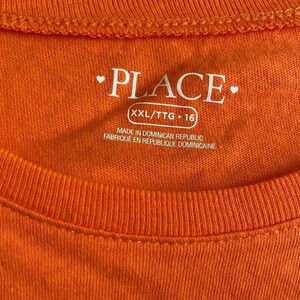 PLACE
XXL/TTG • 16
MADE IN DOMINICAN REPUBLIC
FABRIQUÉ EN RÉPUBLIQUE DOMINICAINE